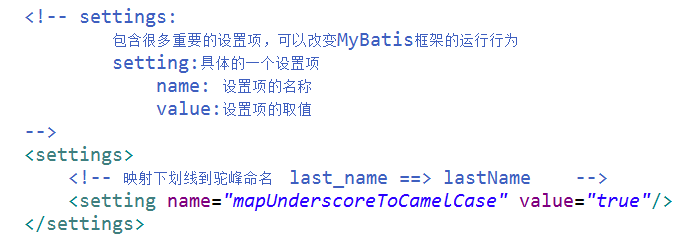 <!-- settings:
包含很多重要的设置项，可以改变MyBatis框架的运行行为
setting:具体的一个设置项
name: 设置项的名称
value:设置项的取值
-->
<settings>
<!-- 映射下划线到驼峰命名 last_name ==> lastName -->
<setting name="mapUnderscoreToCamelCase" value="true"/>
</settings>